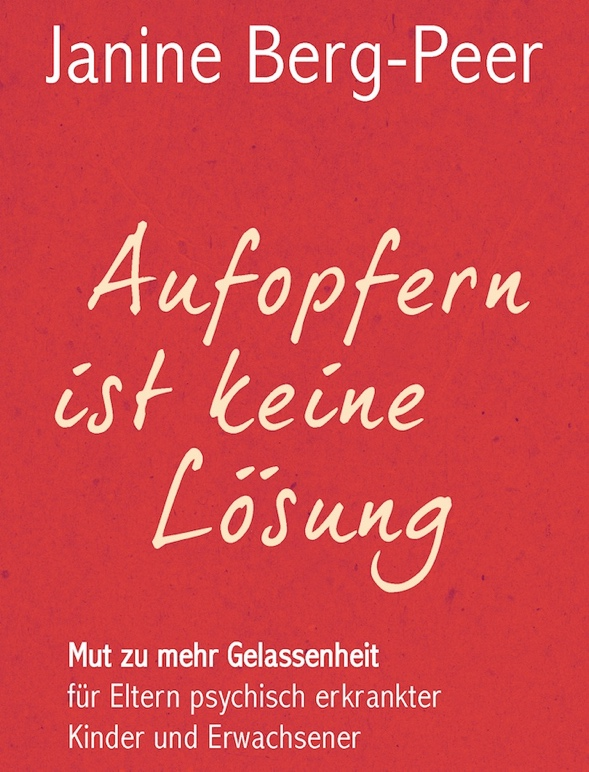 Janine Berg-Peer
Aufopfern
ist keine
Lösung
Mut zu mehr Gelassenheit
für Eltern psychisch erkrankter
Kinder und Erwachsener